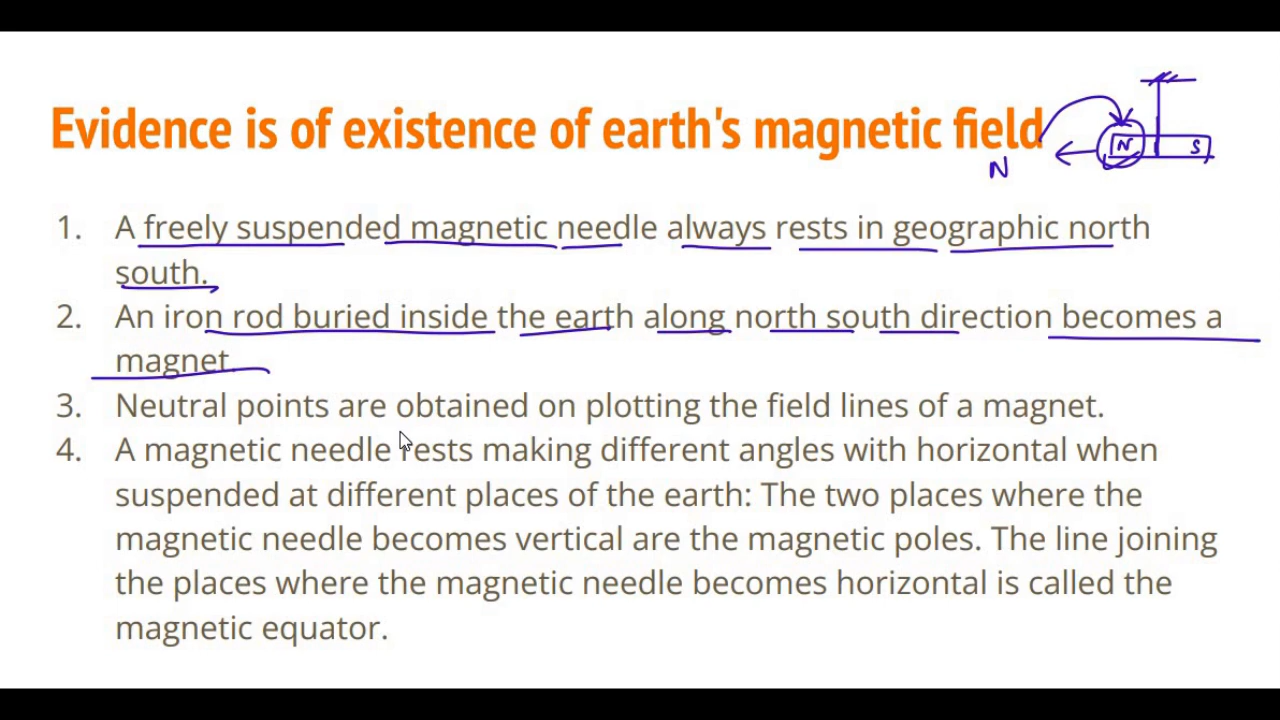 Evidence is of existence of earth's magnetic field
N S
N
1. A freely suspended magnetic needle always rests in geographic north
south.
2. An iron rod buried inside the earth along north south direction becomes a
magnet.
3. Neutral points are obtained on plotting the field lines of a magnet.
4. A magnetic needle rests making different angles with horizontal when
suspended at different places of the earth: The two places where the
magnetic needle becomes vertical are the magnetic poles. The line joining
the places where the magnetic needle becomes horizontal is called the
magnetic equator.